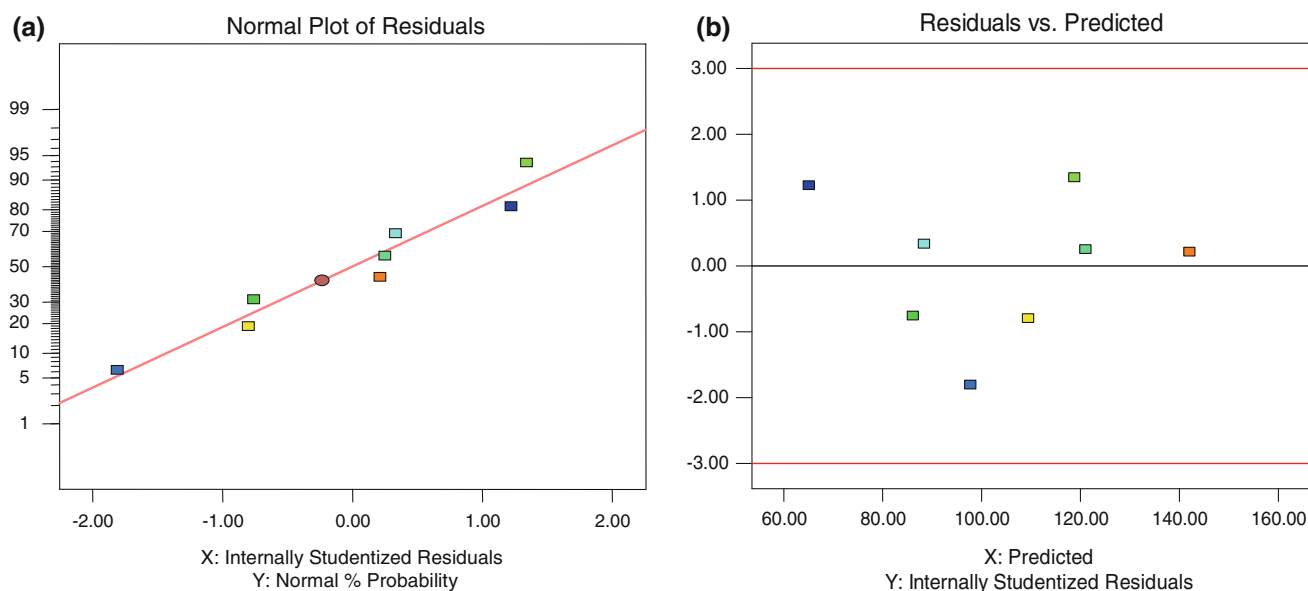 (a)
Normal Plot of Residuals
99
95
90
80
70
50
30
20
10
5
1
-2.00 -1.00 0.00 1.00 2.00
X: Internally Studentized Residuals
Y: Normal % Probability
(b)
Residuals vs. Predicted
3.00
2.00
1.00
0.00
-1.00
-2.00
-3.00
60.00 80.00 100.00 120.00 140.00 160.00
X: Predicted
Y: Internally Studentized Residuals